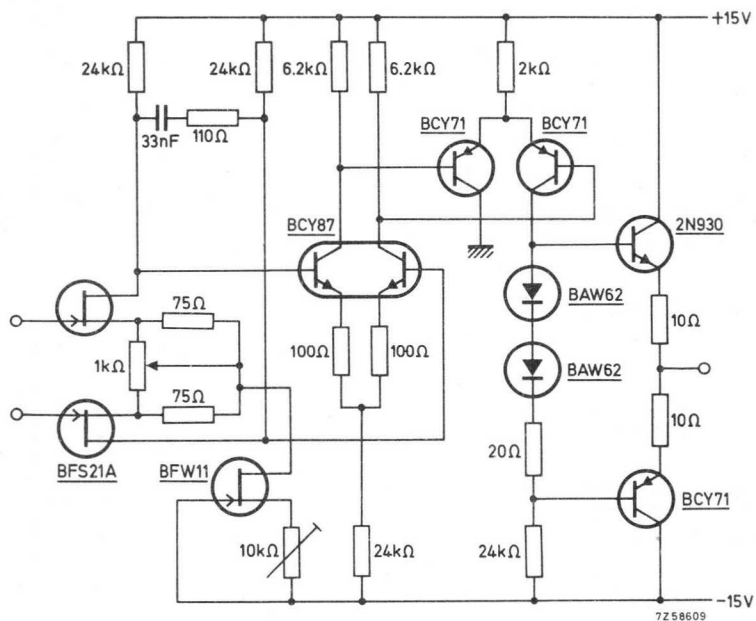 +15V
24kΩ
24kΩ
6.2kΩ
6.2kΩ
2kΩ
33nF
110Ω
BCY71
BCY71
BCY87
2N930
75Ω
BAW62
10Ω
100Ω
100Ω
1kΩ
BAW62
75Ω
10Ω
20Ω
BFS21A
BFW11
BCY71
10kΩ
24kΩ
24kΩ
-15V
7Z58609